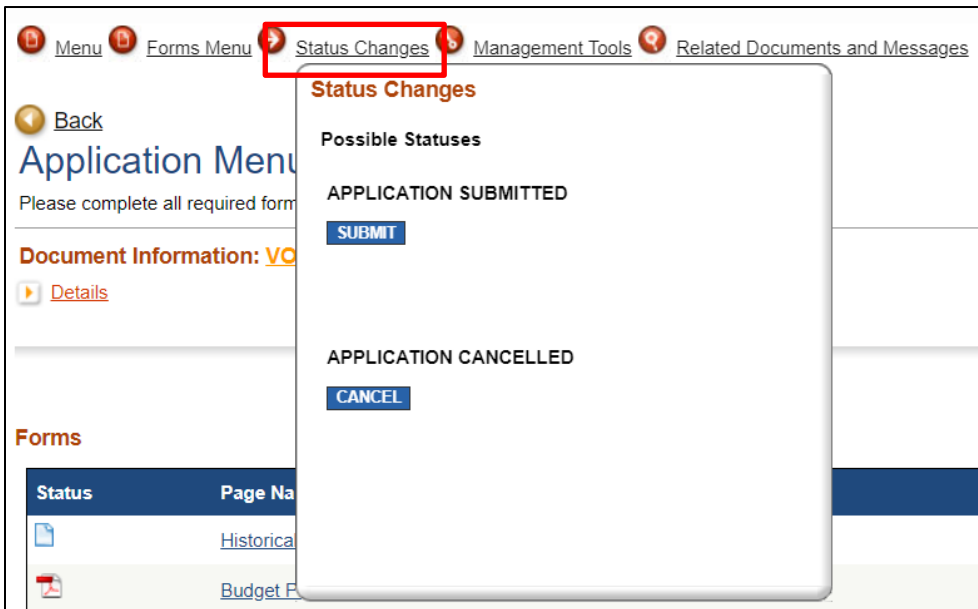 Menu Forms Menu Status Changes Management Tools Related Documents and Messages
Status Changes
Back
Possible Statuses
Application Menu
APPLICATION SUBMITTED
Please complete all required form
SUBMIT
Document Information: VO
Details
APPLICATION CANCELLED
CANCEL
Forms
Status Page Na
Historical
Budget P